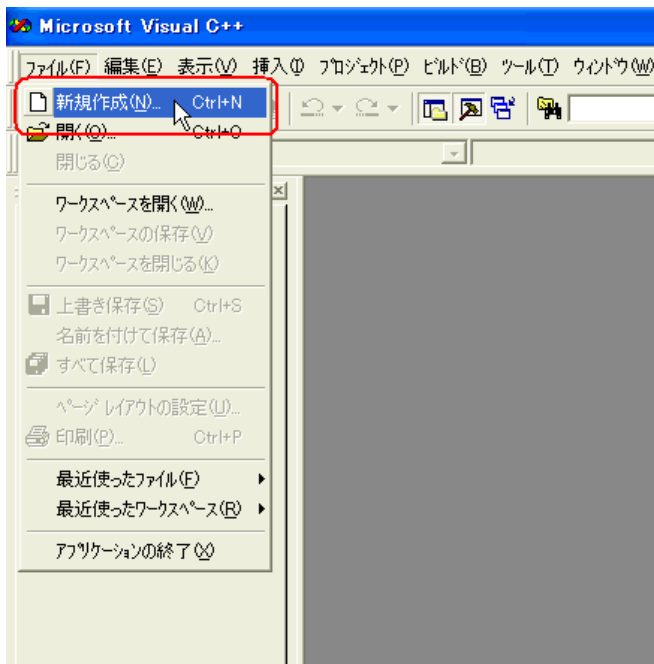 Microsoft Visual C++
ﾌｧｲﾙ(F) 編集(E) 表示(V) 挿入(I) ﾌﾟﾛｼﾞｪｸﾄ(P) ﾋﾞﾙﾄﾞ(B) ﾂｰﾙ(T) ｳｨﾝﾄﾞｳ(W)
新規作成(N)... Ctrl+N
開く(O)... Ctrl+O
閉じる(C)
ﾜｰｸｽﾍﾟｰｽを開く(W)...
ﾜｰｸｽﾍﾟｰｽの保存(V)
ﾜｰｸｽﾍﾟｰｽを閉じる(K)
上書き保存(S) Ctrl+S
名前を付けて保存(A)...
すべて保存(L)
ﾍﾟｰｼﾞ ﾚｲｱｳﾄの設定(U)...
印刷(P)... Ctrl+P
最近使ったﾌｧｲﾙ(F)
最近使ったﾜｰｸｽﾍﾟｰｽ(R)
ｱﾌﾟﾘｹｰｼｮﾝの終了(X)